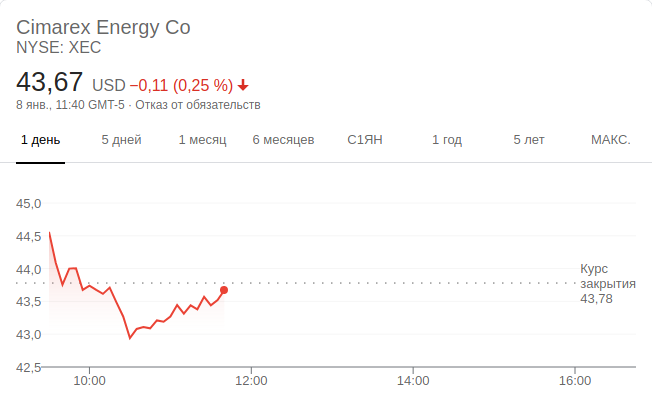 Cimarex Energy Co
NYSE: XEC
43,67 USD −0,11 (0,25 %)
8 янв., 11:40 GMT-5 · Отказ от обязательств
1 день 5 дней 1 месяц 6 месяцев С1ЯН 1 год 5 лет МАКС.
45,0
44,5
44,0
43,5
43,0
42,5
Курс
закрытия
43,78
10:00 12:00 14:00 16:00